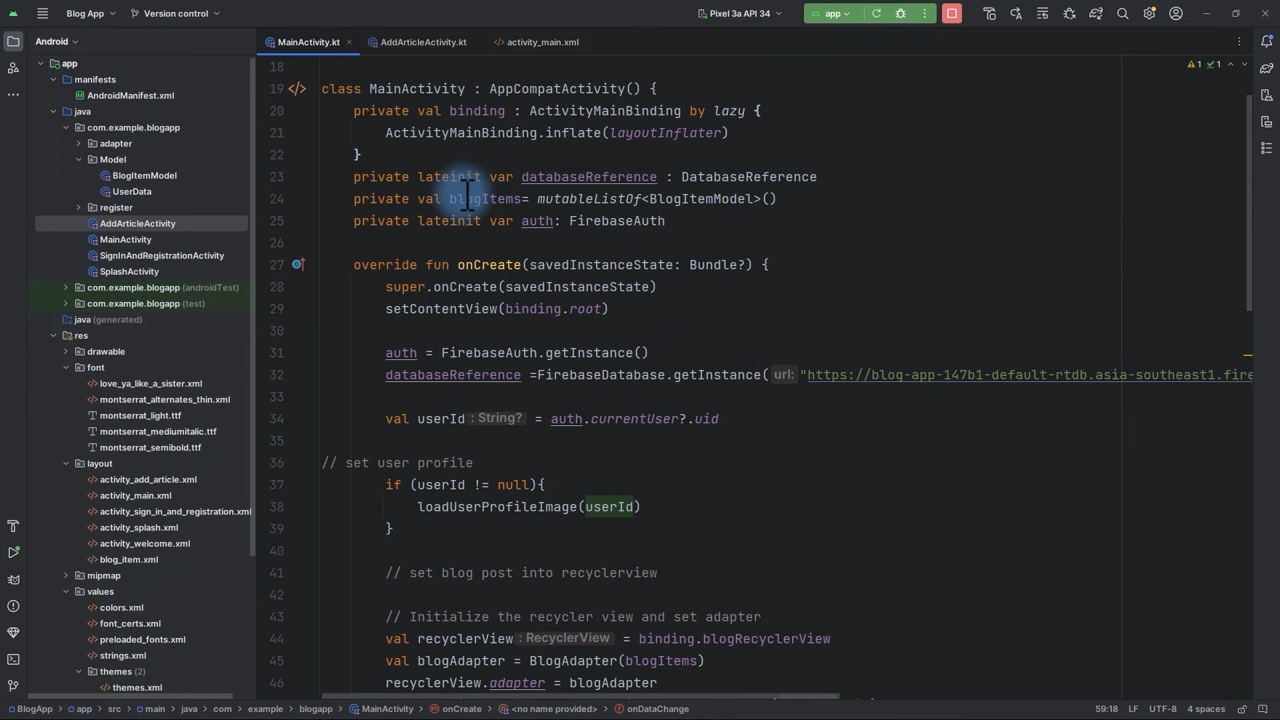 Blog App
Version control
Pixel 3a API 34
app
Android
MainActivity.kt
AddArticleActivity.kt
activity_main.xml
app
manifests
AndroidManifest.xml
java
com.example.blogapp
adapter
Model
BlogItemModel
UserData
register
AddArticleActivity
MainActivity
SignInAndRegistrationActivity
SplashActivity
com.example.blogapp (androidTest)
com.example.blogapp (test)
java (generated)
res
drawable
font
love_ya_like_a_sister.xml
montserrat_alternates_thin.xml
montserrat_light.ttf
montserrat_mediumitalic.ttf
montserrat_semibold.ttf
layout
activity_add_article.xml
activity_main.xml
activity_sign_in_and_registration.xml
activity_splash.xml
activity_welcome.xml
blog_item.xml
mipmap
values
colors.xml
font_certs.xml
preloaded_fonts.xml
strings.xml
themes (2)
themes.xml
1 1
18
19 class MainActivity : AppCompatActivity() {
20 private val binding : ActivityMainBinding by lazy {
21 ActivityMainBinding.inflate(layoutInflater)
22 }
23 private lateinit var databaseReference : DatabaseReference
24 private val blogItems= mutableListOf<BlogItemModel>()
25 private lateinit var auth: FirebaseAuth
26
27 override fun onCreate(savedInstanceState: Bundle?) {
28 super.onCreate(savedInstanceState)
29 setContentView(binding.root)
30
31 auth = FirebaseAuth.getInstance()
32 databaseReference =FirebaseDatabase.getInstance( url: "https://blog-app-147b1-default-rtdb.asia-southeast1.fire
34 val userId : String? = auth.currentUser?.uid
35
36 // set user profile
37 if (userId != null){
38 loadUserProfileImage(userId)
39 }
40
41 // set blog post into recyclerview
42
43 // Initialize the recycler view and set adapter
44 val recyclerView : RecyclerView = binding.blogRecyclerView
45 val blogAdapter = BlogAdapter(blogItems)
46 recyclerView.adapter = blogAdapter
BlogApp > app > src > main > java > com > example > blogapp > MainActivity > onCreate > <no name provided> > onDataChange
59:18 LF UTF-8 4 spaces